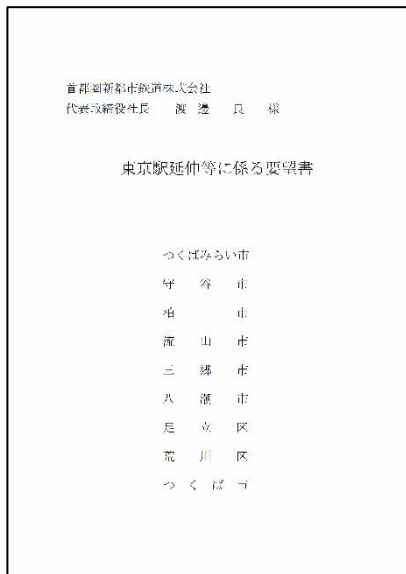 首都圏新都市鉄道株式会社
代表取締役社長　渡　邊　良　様
東京駅延伸等に係る要望書
つくばみらい市
守　谷　市
柏　市
流　山　市
三　郷　市
八　潮　市
足　立　区
荒　川　区
つ　く　ば　市